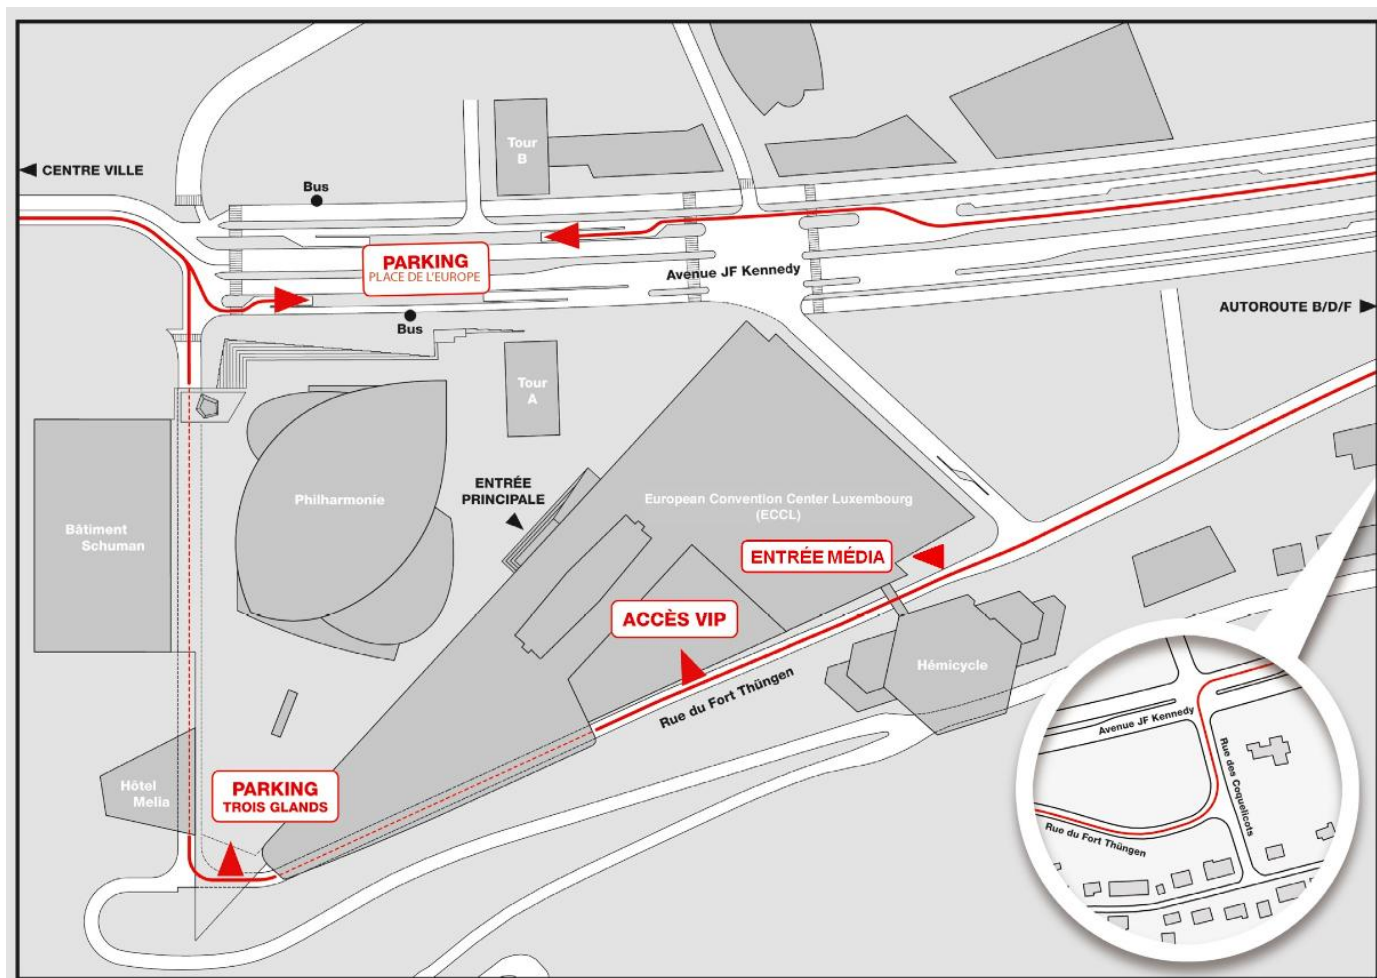 Tour
B
CENTRE VILLE
Bus
PARKING
PLACE DE L'EUROPE
Avenue JF Kennedy
AUTOROUTE B/D/F
Bus
Tour
A
ENTRÉE
PRINCIPALE
Philharmonie
European Convention Center Luxembourg
(ECCL)
Bâtiment
Schuman
ENTRÉE MÉDIA
ACCÈS VIP
Hémicycle
Rue du Fort Thüngen
Avenue JF Kennedy
Rue des Coquelicots
Hôtel
Melia
PARKING
TROIS GLANDS
Rue du Fort Thüngen